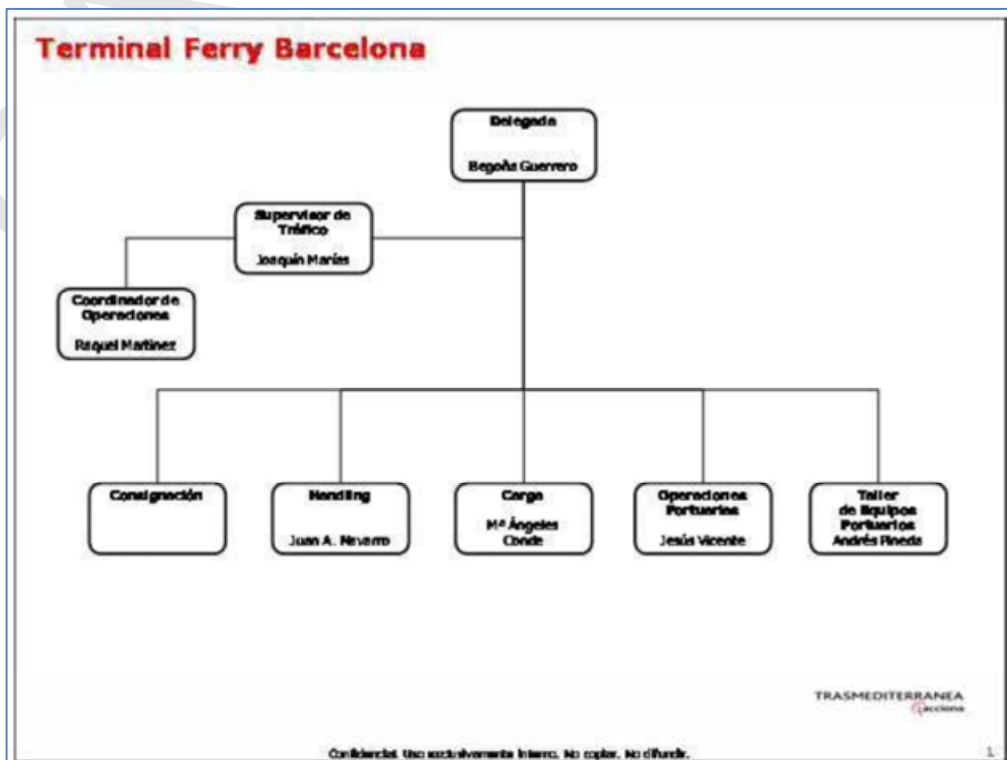 Terminal Ferry Barcelona
Delegada
Begoña Guerrero
Supervisor de
Tráfico
Joaquín Marías
Coordinador de
Operaciones
Raquel Martínez
Consignación
Handling
Juan A. Navarro
Carga
Mª Ángeles
Conde
Operaciones
Portuarias
Jesús Vicente
Taller
de Equipos
Portuarios
Andrés Pineda
TRASMEDITERRANEA
acciona
Confidencial. Uso exclusivamente interno. No copiar. No difundir.
1